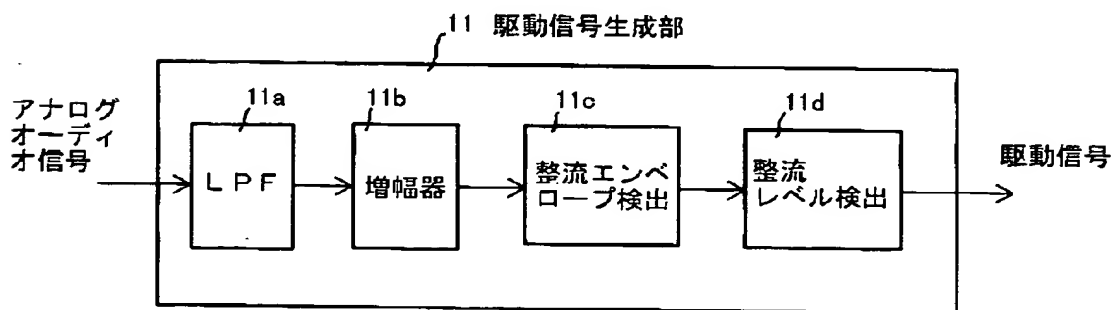 11 駆動信号生成部
アナログ
オーディ
オ信号
11a
LPF
11b
増幅器
11c
整流エンベ
ロープ検出
11d
整流
レベル検出
駆動信号